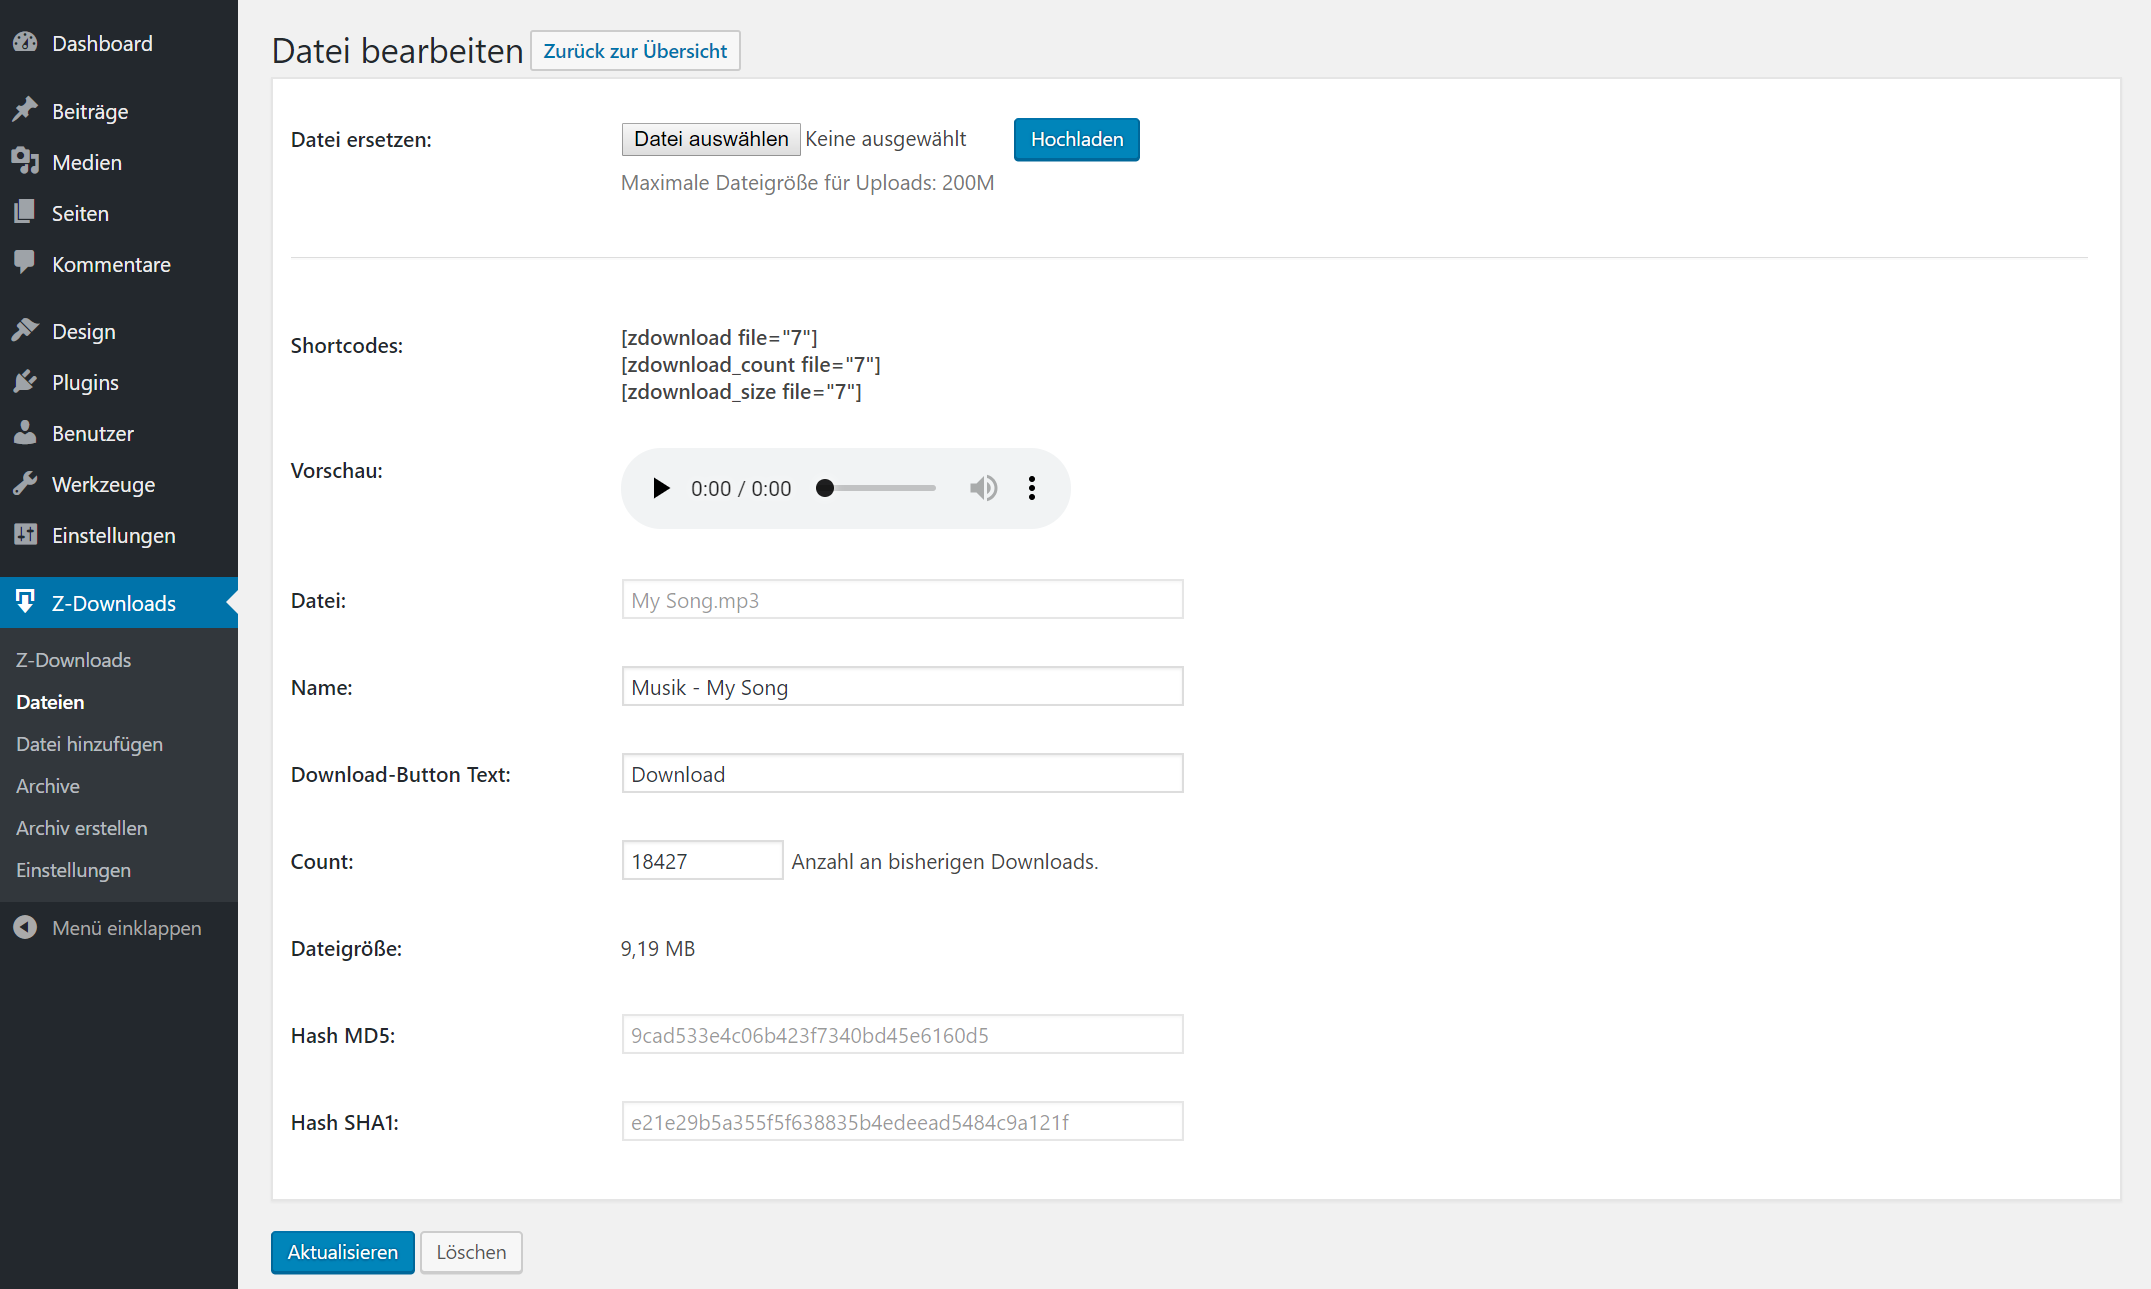 Dashboard
Beiträge
Medien
Seiten
Kommentare
Design
Plugins
Benutzer
Werkzeuge
Einstellungen
Z-Downloads
Z-Downloads
Dateien
Datei hinzufügen
Archive
Archiv erstellen
Einstellungen
Menü einklappen
Datei bearbeiten Zurück zur Übersicht
Datei ersetzen: Datei auswählen Keine ausgewählt Hochladen
Maximale Dateigröße für Uploads: 200M
Shortcodes: [zdownload file="7"]
[zdownload_count file="7"]
[zdownload_size file="7"]
Vorschau: 0:00 / 0:00
Datei: My Song.mp3
Name: Musik - My Song
Download-Button Text: Download
Count: 18427 Anzahl an bisherigen Downloads.
Dateigröße: 9,19 MB
Hash MD5: 9cad533e4c06b423f7340bd45e6160d5
Hash SHA1: e21e29b5a355f5f638835b4edeead5484c9a121f
Aktualisieren Löschen